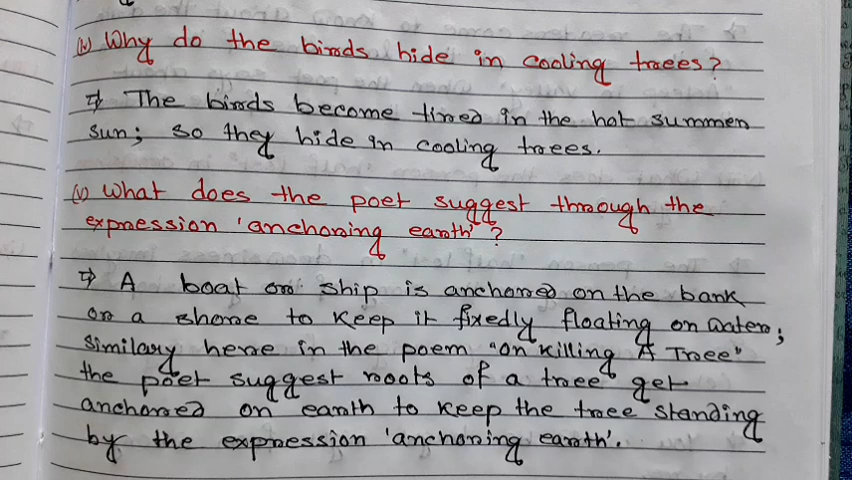 (iv) Why do the birds hide in cooling trees?
⇒ The birds become tired in the hot summer
sun; so they hide in cooling trees.
(v) What does the poet suggest through the
expression 'anchoring earth'?
⇒ A boat or ship is anchored on the bank
or a shore to keep it fixedly floating on water;
similary here in the poem "On killing A Tree"
the poet suggest roots of a tree get
anchored on earth to keep the tree standing
by the expression 'anchoring earth'.